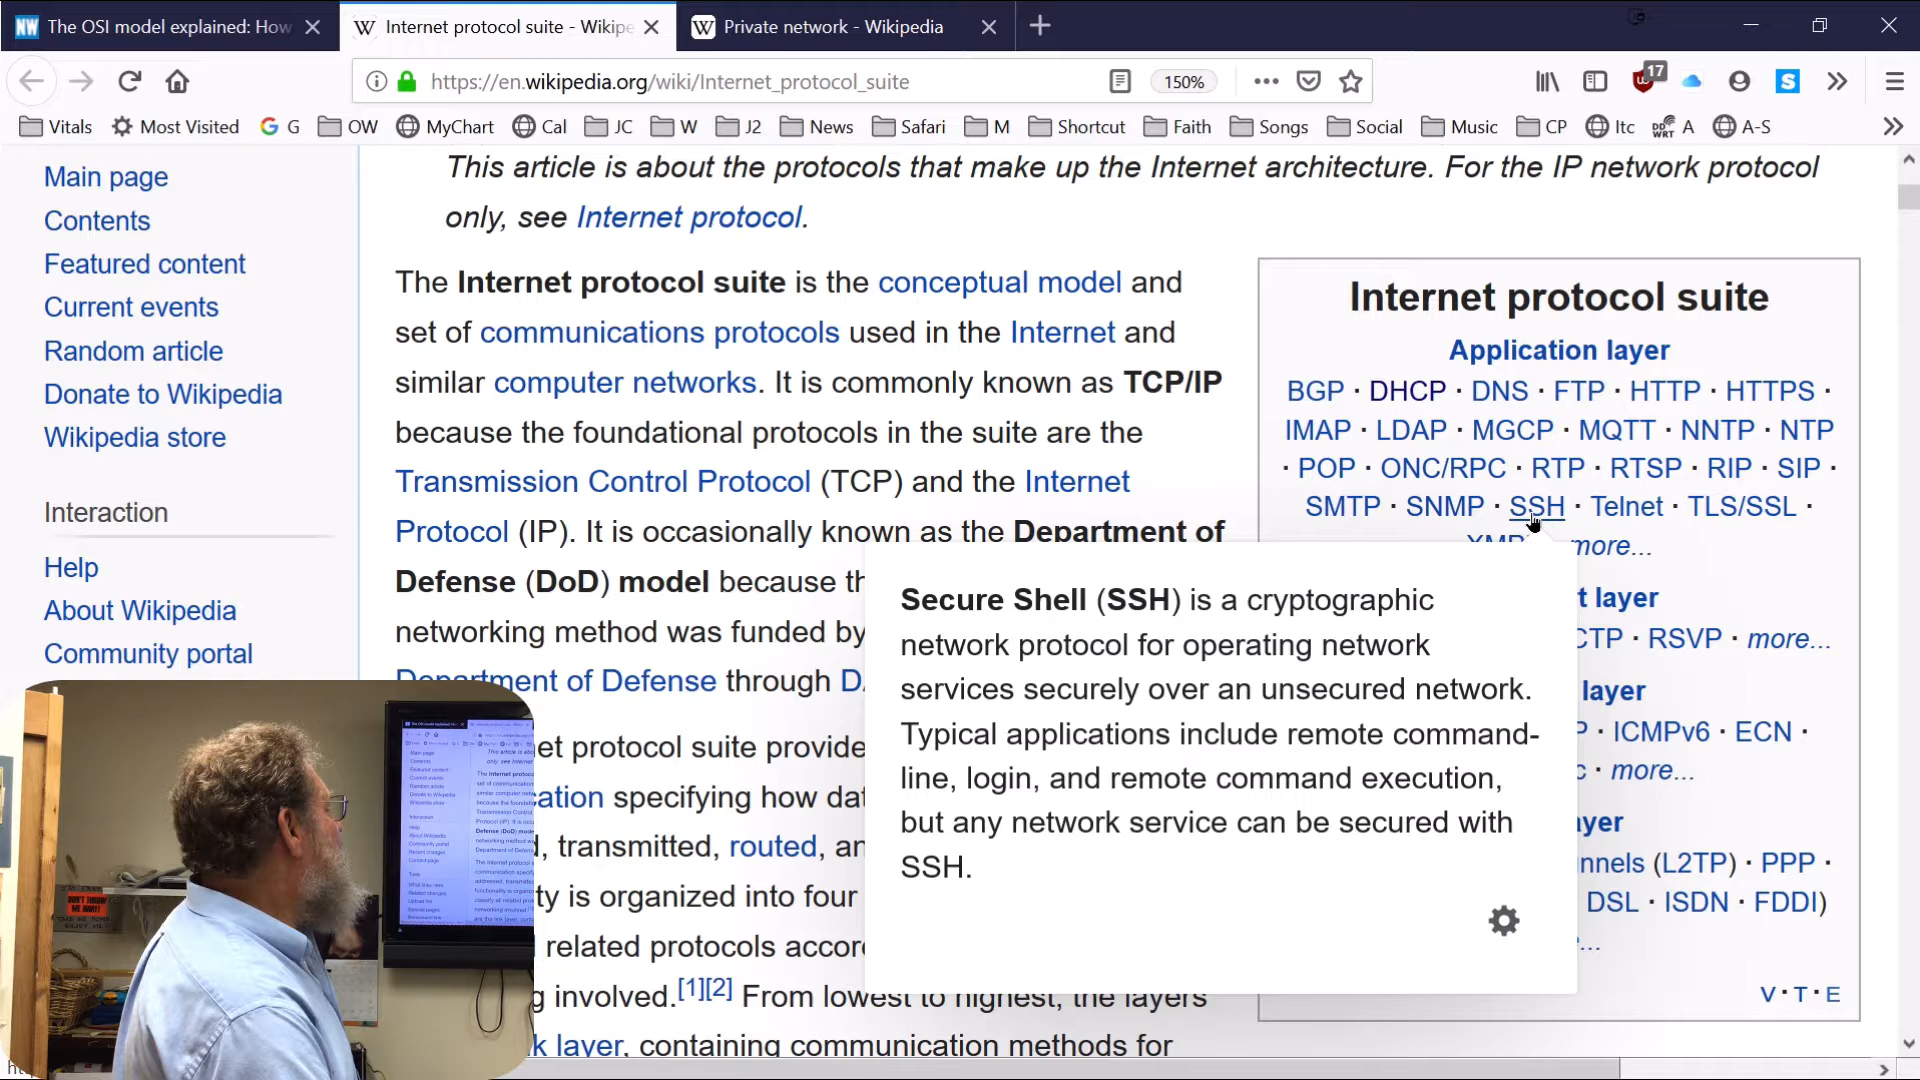 NW The OSI model explained: How
W Internet protocol suite - Wikipe
W Private network - Wikipedia
https://en.wikipedia.org/wiki/Internet_protocol_suite
150%
17
S
Vitals
Most Visited
G
OW
MyChart
Cal
JC
W
J2
News
Safari
M
Shortcut
Faith
Songs
Social
Music
CP
Itc
DD WRT A
A-S
Main page
Contents
Featured content
Current events
Random article
Donate to Wikipedia
Wikipedia store
Interaction
Help
About Wikipedia
Community portal
This article is about the protocols that make up the Internet architecture. For the IP network protocol
only, see Internet protocol.
The Internet protocol suite is the conceptual model and
set of communications protocols used in the Internet and
similar computer networks. It is commonly known as TCP/IP
because the foundational protocols in the suite are the
Transmission Control Protocol (TCP) and the Internet
Protocol (IP). It is occasionally known as the Department of
Defense (DoD) model because th
networking method was funded by
Department of Defense through DA
et protocol suite provide
ation specifying how dat
d, transmitted, routed, an
ty is organized into four
related protocols accor
g involved.[1][2] From lowest to highest, the layers
k layer, containing communication methods for
Internet protocol suite
Application layer
BGP · DHCP · DNS · FTP · HTTP · HTTPS ·
IMAP · LDAP · MGCP · MQTT · NNTP · NTP
· POP · ONC/RPC · RTP · RTSP · RIP · SIP ·
SMTP · SNMP · SSH · Telnet · TLS/SSL ·
XMPP more...
t layer
CTP · RSVP · more...
layer
P · ICMPv6 · ECN ·
c · more...
ayer
nnels (L2TP) · PPP ·
DSL · ISDN · FDDI)
e...
V · T · E
Secure Shell (SSH) is a cryptographic
network protocol for operating network
services securely over an unsecured network.
Typical applications include remote command-
line, login, and remote command execution,
but any network service can be secured with
SSH.